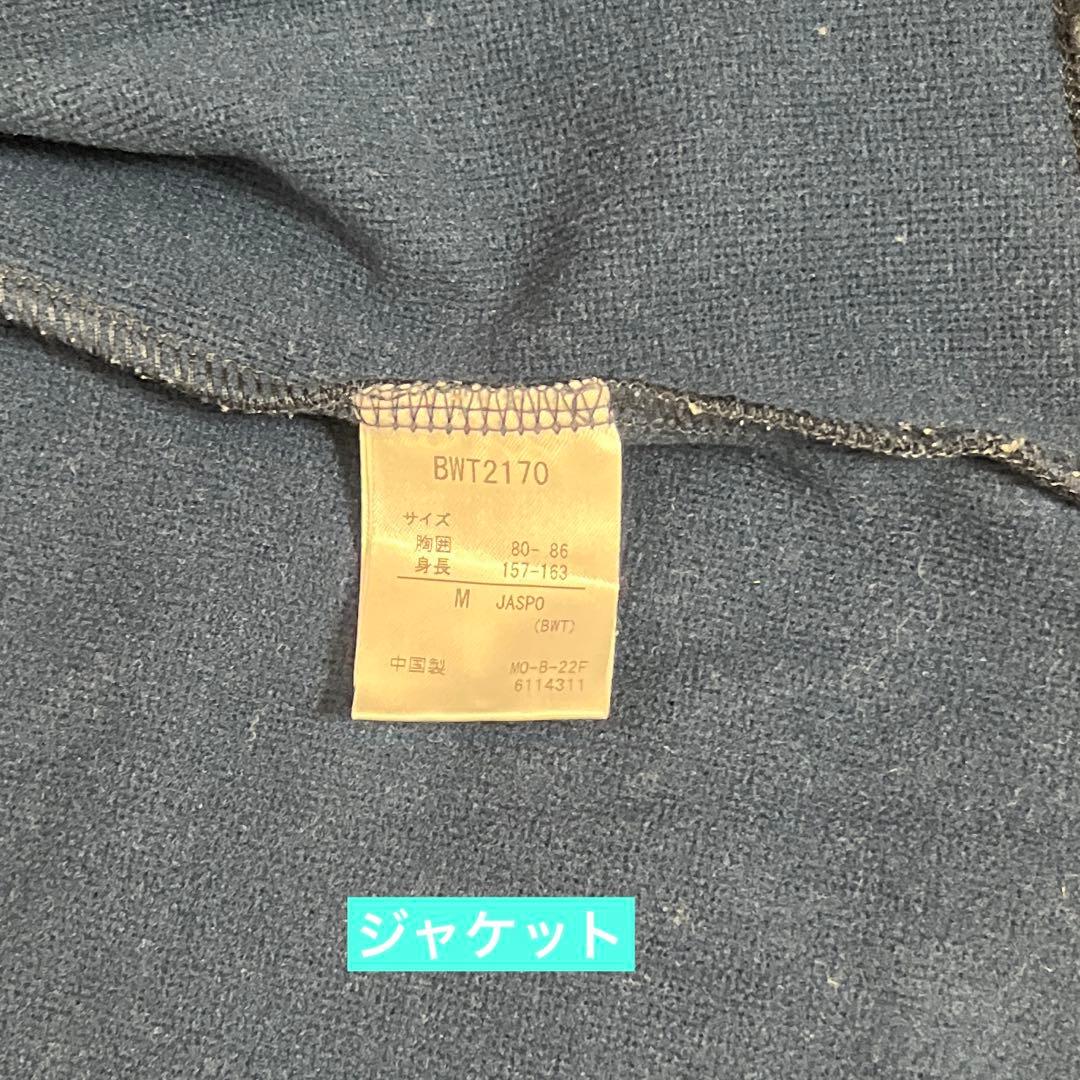 BWT2170
サイズ
胸囲 80- 86
身長 157-163
M JASPO
(BWT)
中国製 MO-B-22F
6114311
ジャケット